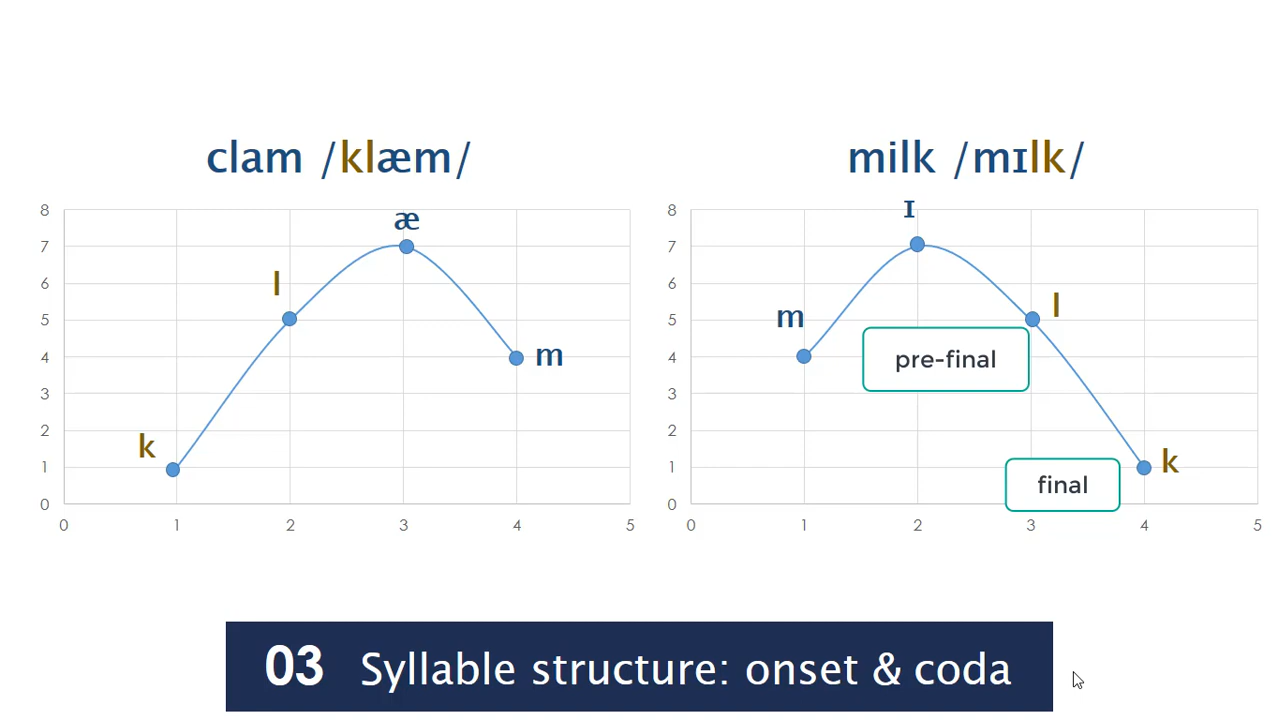 clam /klæm/
8
7
6
5
4
3
2
1
0
0 1 2 3 4 5
k
l
æ
m
milk /mɪlk/
8
7
6
5
4
3
2
1
0
0 1 2 3 4 5
m
ɪ
l
k
pre-final
final
03 Syllable structure: onset & coda